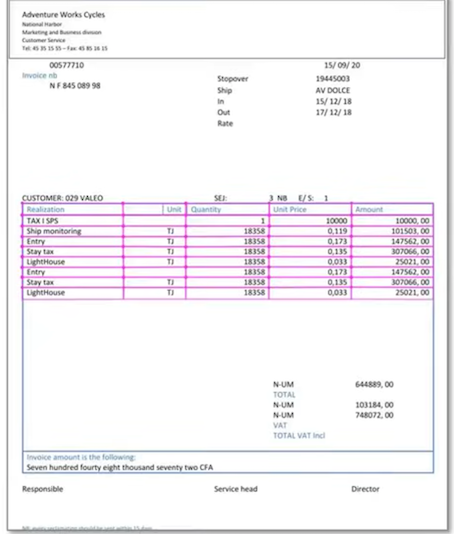 Adventure Works Cycles
National Harbor
Marketing and Business division
Customer Service
Tel: 45 35 15 55 – Fax: 45 85 16 15
00577710 15/ 09/ 20
Invoice nb Stopover 19445003
N F 845 089 98 Ship AV DOLCE
In 15/ 12/ 18
Out 17/ 12/ 18
Rate
CUSTOMER: 029 VALEO SEJ: 3 NB E/ S: 1
Realization Unit Quantity Unit Price Amount
TAX I SPS 1 10000 10000, 00
Ship monitoring TJ 18358 0,119 101503, 00
Entry TJ 18358 0,173 147562, 00
Stay tax TJ 18358 0,135 307066, 00
LightHouse TJ 18358 0,033 25021, 00
Entry 18358 0,173 147562, 00
Stay tax TJ 18358 0,135 307066, 00
LightHouse TJ 18358 0,033 25021, 00
N-UM 644889, 00
TOTAL
N-UM 103184, 00
N-UM 748072, 00
VAT
TOTAL VAT Incl
Invoice amount is the following:
Seven hundred fourty eight thousand seventy two CFA
Responsible Service head Director